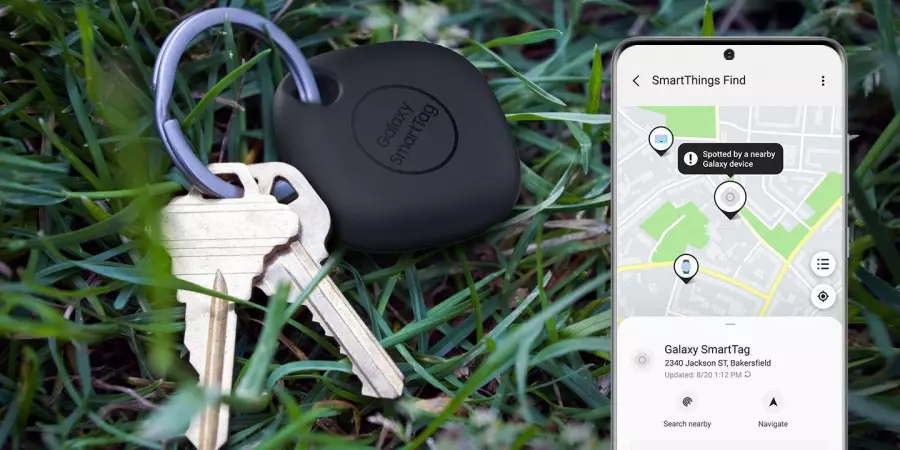 Galaxy
SmartTag
SmartThings Find
Spotted by a nearby
Galaxy device
Galaxy SmartTag
2340 Jackson ST, Bakersfield
Updated: 8/20 1:12 PM
Search nearby
Navigate